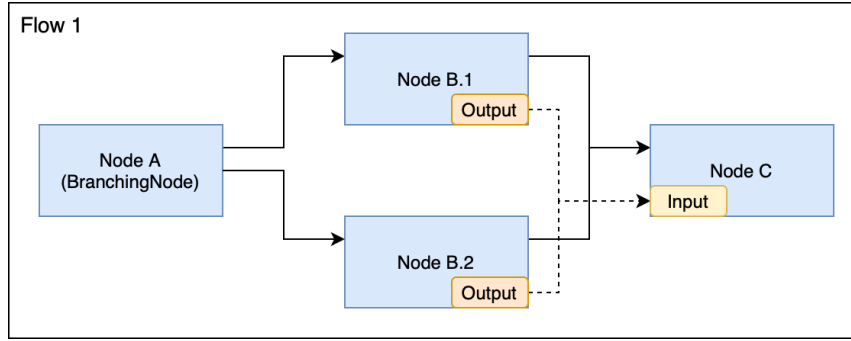 Flow 1
Node B.1
Output
Node A
(BranchingNode)
Node C
Input
Node B.2
Output